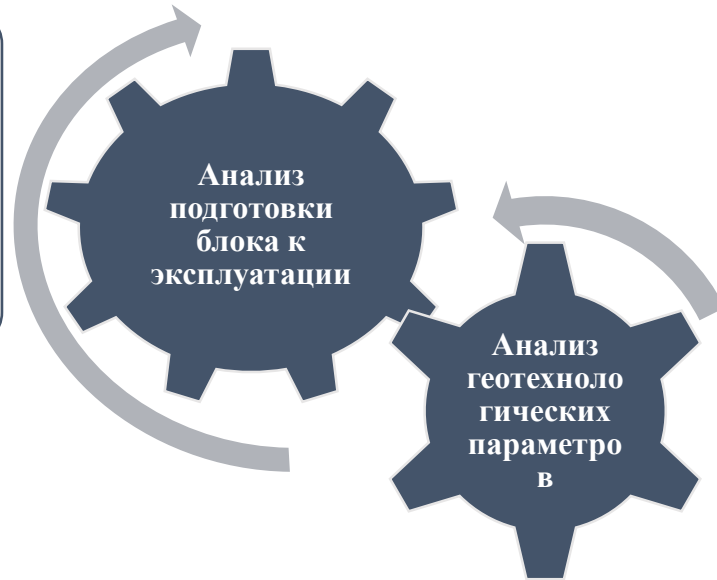 Анализ
подготовки
блока к
эксплуатации
Анализ
геотехноло
гических
параметро
в